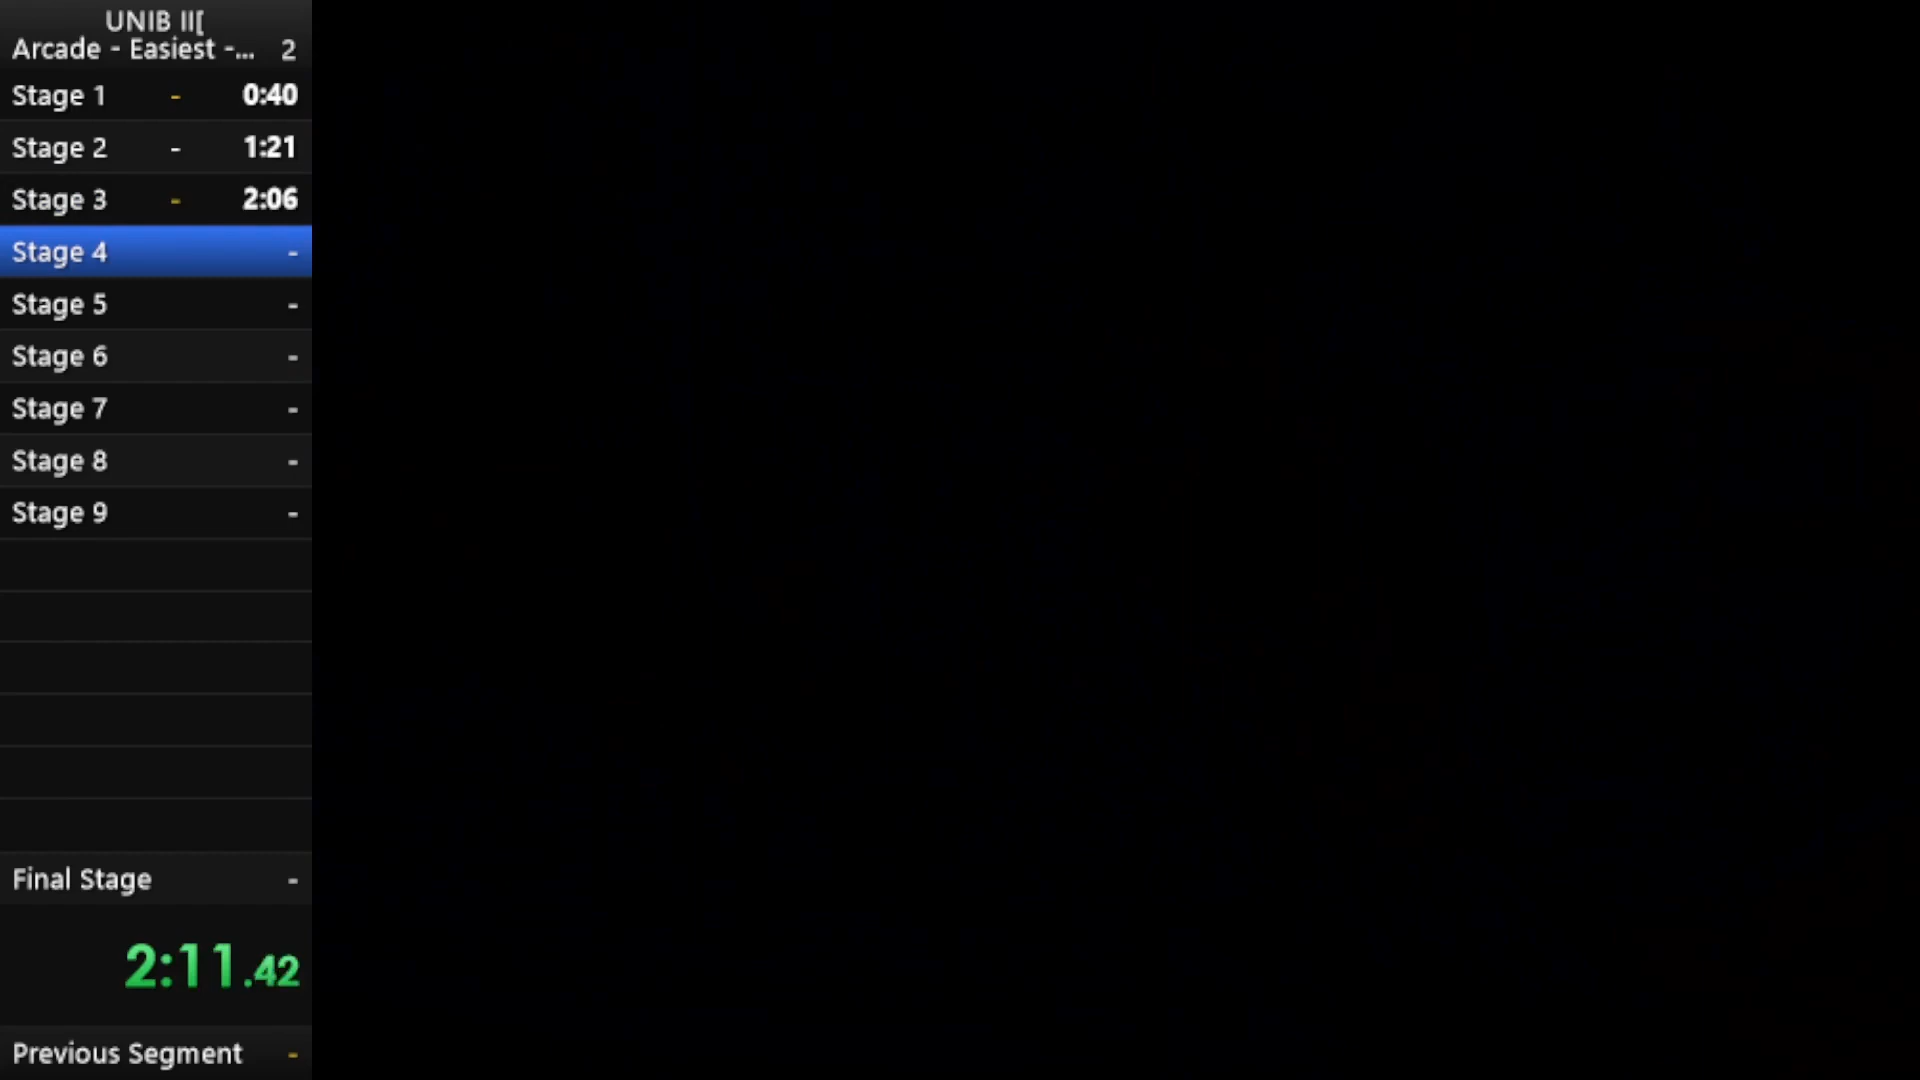 UNIB II[
Arcade - Easiest -... 2
Stage 1 - 0:40
Stage 2 - 1:21
Stage 3 - 2:06
Stage 4 -
Stage 5 -
Stage 6 -
Stage 7 -
Stage 8 -
Stage 9 -
Final Stage -
2:11.42
Previous Segment -